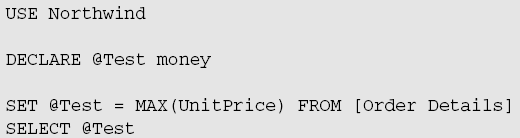 USE Northwind
DECLARE @Test money
SET @Test = MAX(UnitPrice) FROM [Order Details]
SELECT @Test